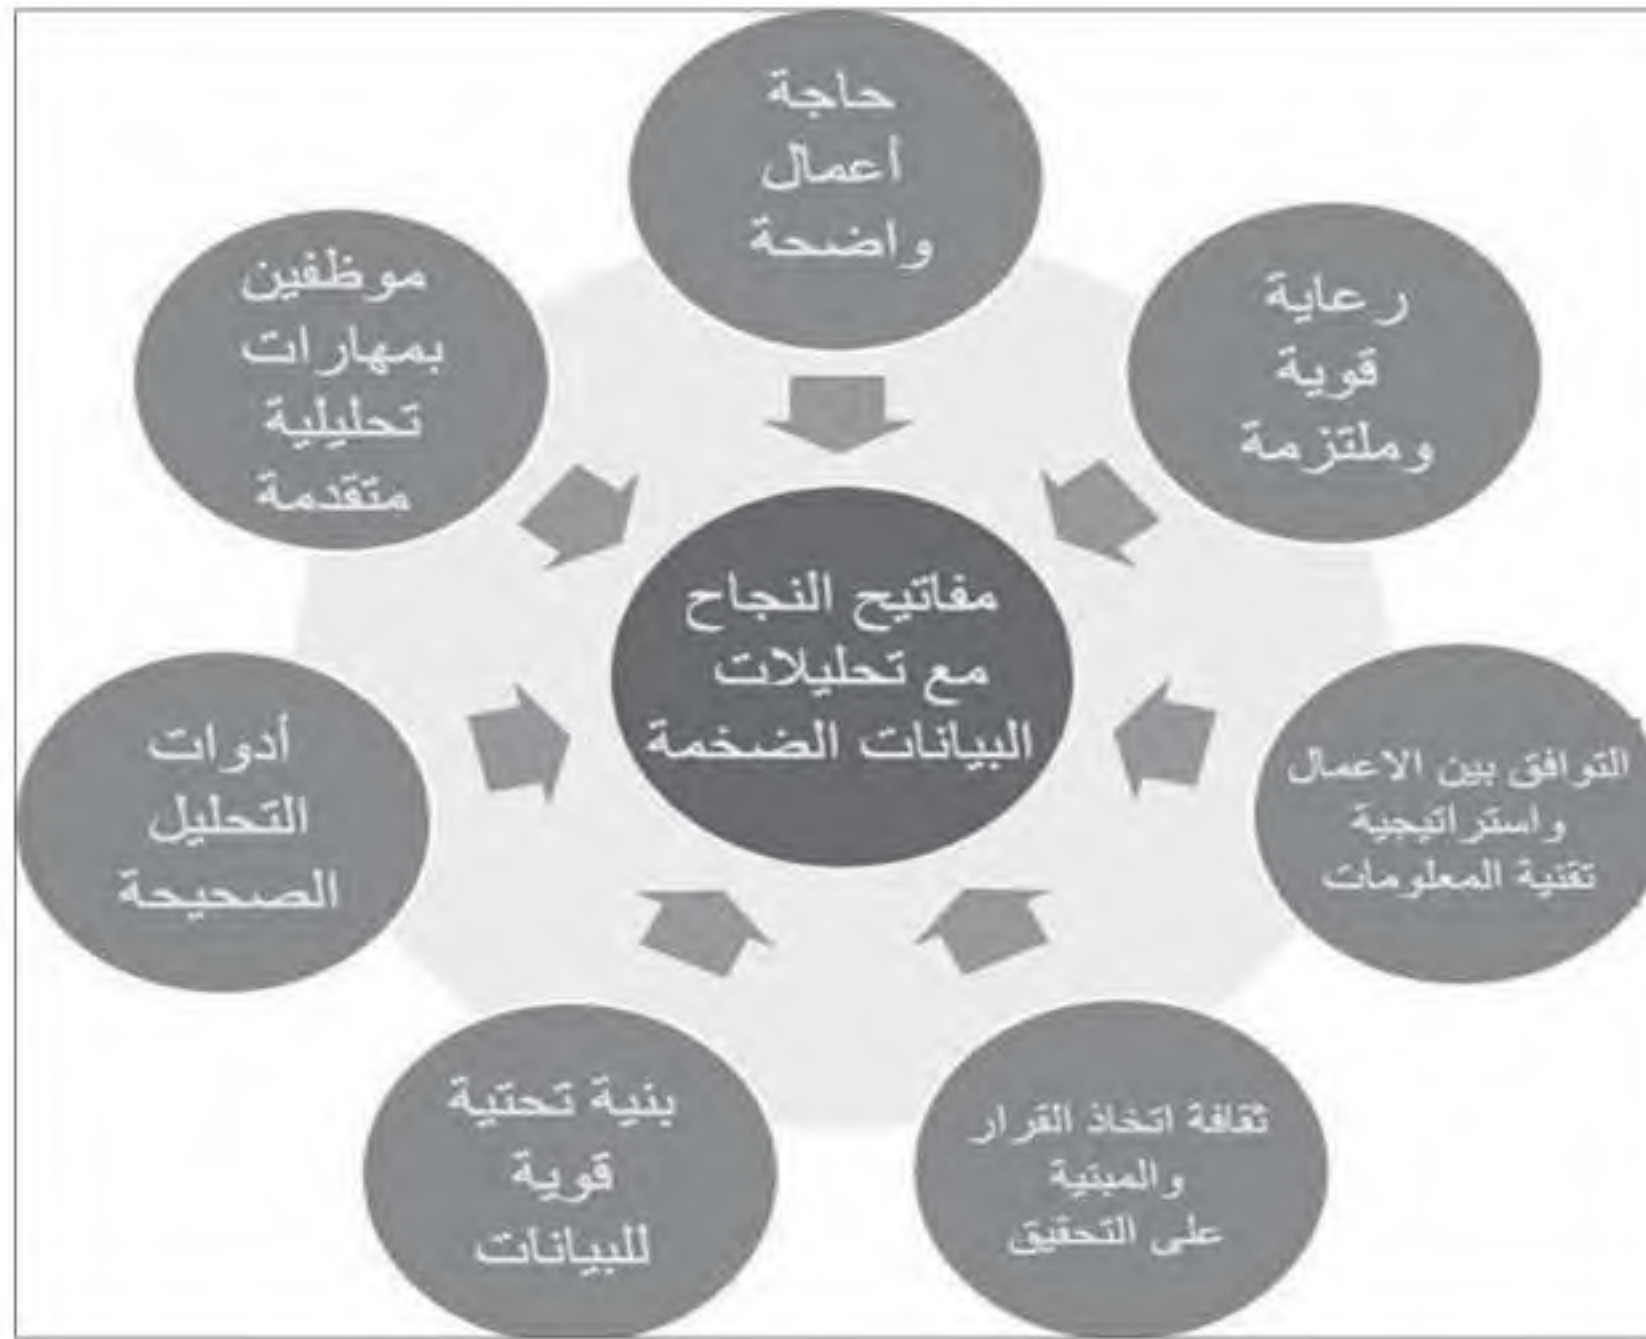 حاجة
أعمال
واضحة
رعاية
قوية
وملتزمة
التوافق بين الاعمال
واستراتيجية
تقنية المعلومات
ثقافة اتخاذ القرار
والمبنية
على التحقيق
بنية تحتية
قوية
للبيانات
أدوات
التحليل
الصحيحة
موظفين
بمهارات
تحليلية
متقدمة
مفاتيح النجاح
مع تحليلات
البيانات الضخمة